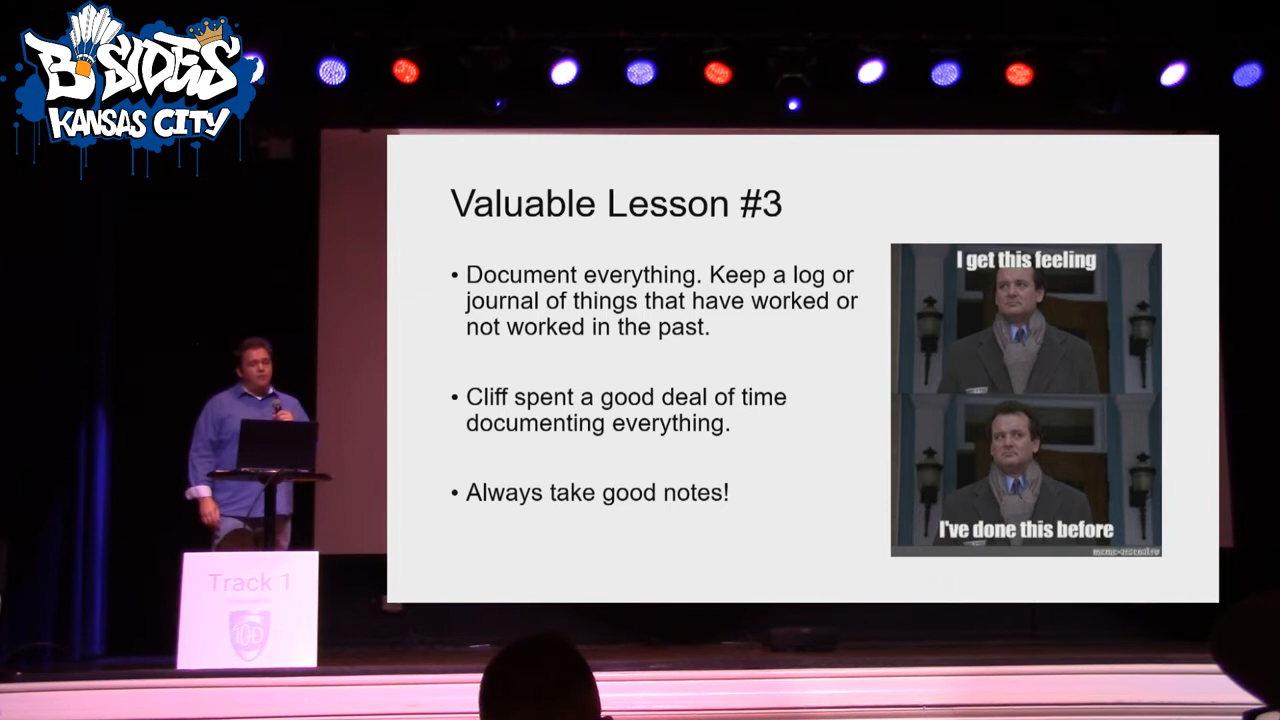 BSIDES
KANSAS CITY
Valuable Lesson #3
• Document everything. Keep a log or
journal of things that have worked or
not worked in the past.
• Cliff spent a good deal of time
documenting everything.
• Always take good notes!
I get this feeling
I've done this before
Track 1